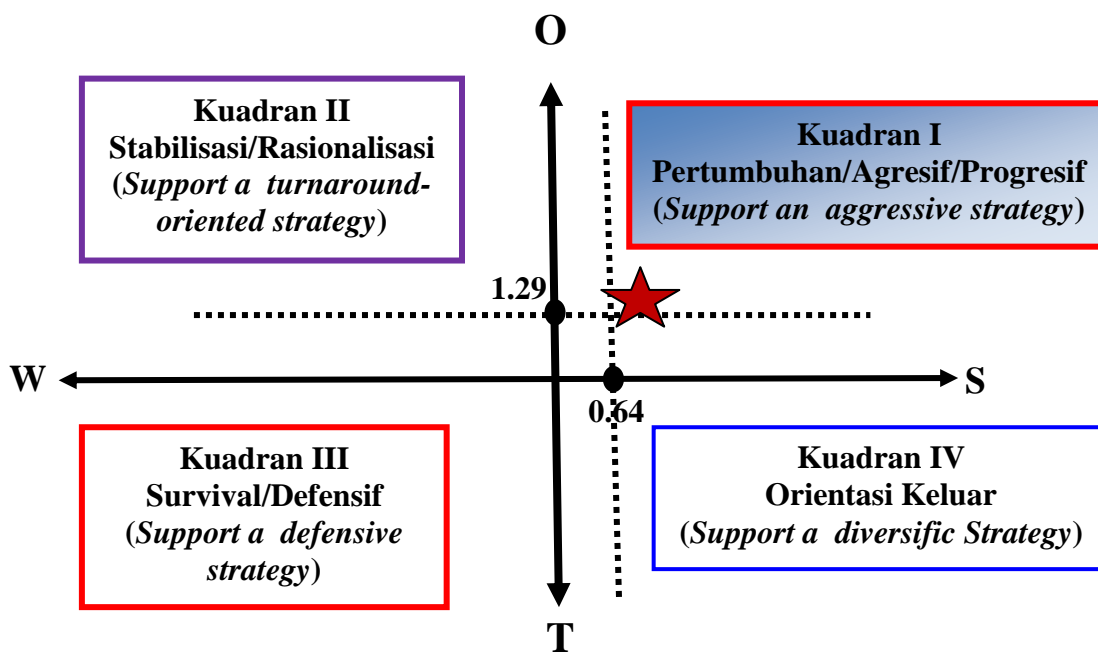 O
Kuadran II
Stabilisasi/Rasionalisasi
(Support a turnaround-
oriented strategy)
Kuadran I
Pertumbuhan/Agresif/Progresif
(Support an aggressive strategy)
1.29
W
S
0.64
Kuadran III
Survival/Defensif
(Support a defensive
strategy)
Kuadran IV
Orientasi Keluar
(Support a diversific Strategy)
T